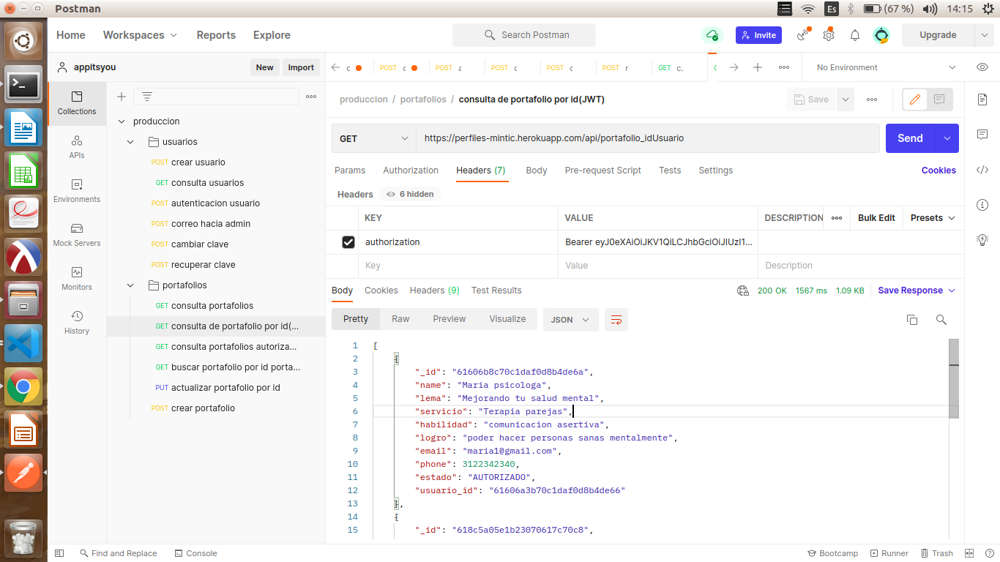 Postman
Es
(67 %)
14:15
Home
Workspaces
Reports
Explore
Search Postman
Invite
Upgrade
appitsyou
New
Import
POST
POST
POST
POST
POST
GET
No Environment
Collections
APIs
Environments
Mock Servers
Monitors
History
produccion
usuarios
POST crear usuario
GET consulta usuarios
POST autenticacion usuario
POST correo hacia admin
POST cambiar clave
POST recuperar clave
portafolios
GET consulta portafolios
GET consulta de portafolio por id(...
GET consulta portafolios autoriza...
GET buscar portafolio por id porta...
PUT actualizar portafolio por id
POST crear portafolio
produccion / portafolios / consulta de portafolio por id(JWT)
Save
GET
https://perfiles-mintic.herokuapp.com/api/portafolio_idUsuario
Send
Params
Authorization
Headers (7)
Body
Pre-request Script
Tests
Settings
Cookies
Headers
6 hidden
KEY
VALUE
DESCRIPTION
Bulk Edit
Presets
authorization
Bearer eyJ0eXAiOiJKV1QiLCJhbGciOiJIUzI1...
Key
Value
Description
Body
Cookies
Headers (9)
Test Results
200 OK
1567 ms
1.09 KB
Save Response
Pretty
Raw
Preview
Visualize
JSON
1 [
2 {
3 "_id": "61606b8c70c1daf0d8b4de6a",
4 "name": "Maria psicologa",
5 "lema": "Mejorando tu salud mental",
6 "servicio": "Terapia parejas",
7 "habilidad": "comunicacion asertiva",
8 "logro": "poder hacer personas sanas mentalmente",
9 "email": "maria1@gmail.com",
10 "phone": 3122342340,
11 "estado": "AUTORIZADO",
12 "usuario_id": "61606a3b70c1daf0d8b4de66"
13 },
14 {
15 "_id": "618c5a05e1b23070617c70c8",
Find and Replace
Console
Bootcamp
Runner
Trash